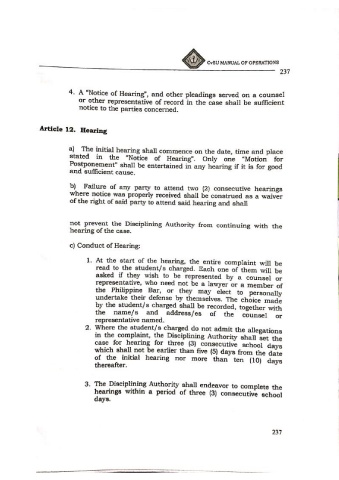 CvSU MANUAL OF OPERATIONS
237
4. A "Notice of Hearing", and other pleadings served on a counsel
or other representative of record in the case shall be sufficient
notice to the parties concerned.
Article 12. Hearing
a) The initial hearing shall commence on the date, time and place
stated in the "Notice of Hearing". Only one "Motion for
Postponement" shall be entertained in any hearing if it is for good
and sufficient cause.
b) Failure of any party to attend two (2) consecutive hearings
where notice was properly received shall be construed as a waiver
of the right of said party to attend said hearing and shall
not prevent the Disciplining Authority from continuing with the
hearing of the case.
c) Conduct of Hearing:
1. At the start of the hearing, the entire complaint will be
read to the student/s charged. Each one of them will be
asked if they wish to be represented by a counsel or
representative, who need not be a lawyer or a member of
the Philippine Bar, or they may elect to personally
undertake their defense by themselves. The choice made
by the student/s charged shall be recorded, together with
the name/s and address/es of the counsel or
representative named.
2. Where the student/s charged do not admit the allegations
in the complaint, the Disciplining Authority shall set the
case for hearing for three (3) consecutive school days
which shall not be earlier than five (5) days from the date
of the initial hearing nor more than ten (10) days
thereafter.
3. The Disciplining Authority shall endeavor to complete the
hearings within a period of three (3) consecutive school
days.
237